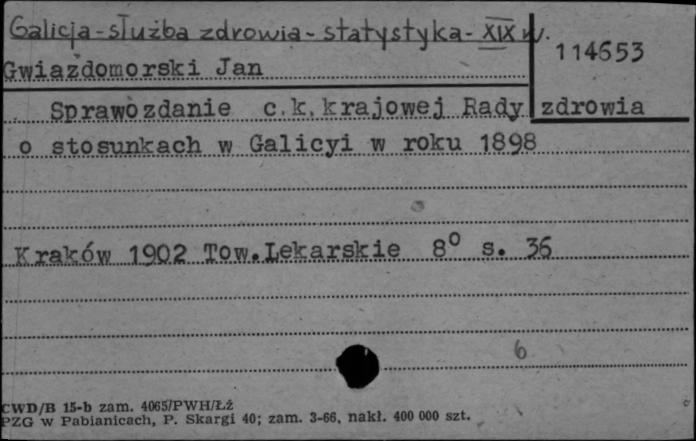 Galicja - służba zdrowia - statystyka - XIX w.
114653
Gwiazdomorski Jan
Sprawozdanie c.k.krajowej Rady zdrowia
o stosunkach w Galicyi w roku 1898
Kraków 1902 Tow.Lekarskie 8° s. 36
6
CWD/B 15-b zam. 4065/PWH/Łź
PZG w Pabianicach, P. Skargi 40; zam. 3-66, nakł. 400 000 szt.